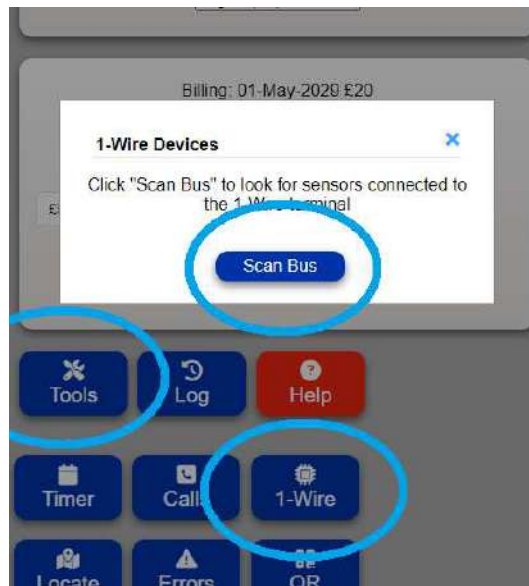 Billing: 01-May-2029 £20
1-Wire Devices ×
Click "Scan Bus" to look for sensors connected to
the 1-Wire terminal
£
Scan Bus
Tools Log Help
Timer Calls 1-Wire
Locate Errors QR